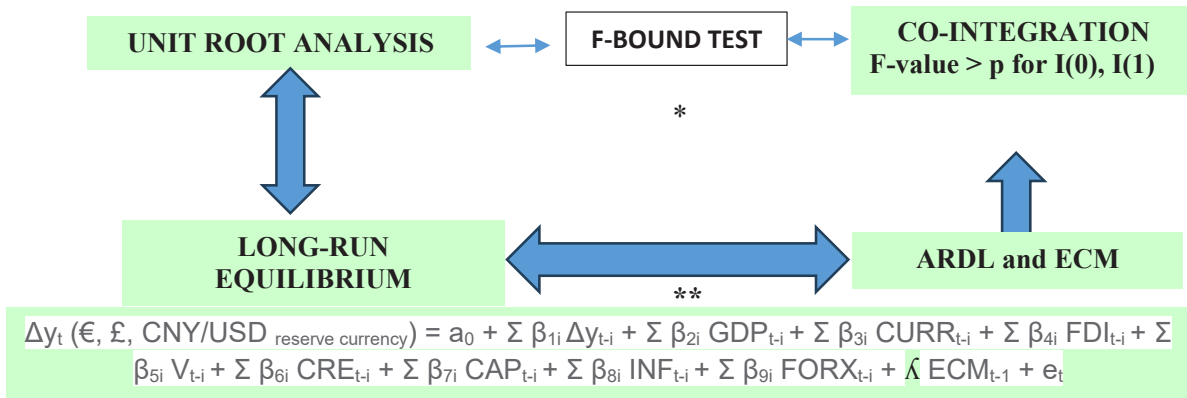 UNIT ROOT ANALYSIS
F-BOUND TEST
CO-INTEGRATION
F-value > p for I(0), I(1)
*
LONG-RUN
EQUILIBRIUM
ARDL and ECM
**
Δyt (€, £, CNY/USD reserve currency) = a0 + Σ β1i Δyt-i + Σ β2i GDPt-i + Σ β3i CURRt-i + Σ β4i FDIt-i + Σ
β5i Vt-i + Σ β6i CREt-i + Σ β7i CAPt-i + Σ β8i INFt-i + Σ β9i FORXt-i + ʎ ECMt-1 + et